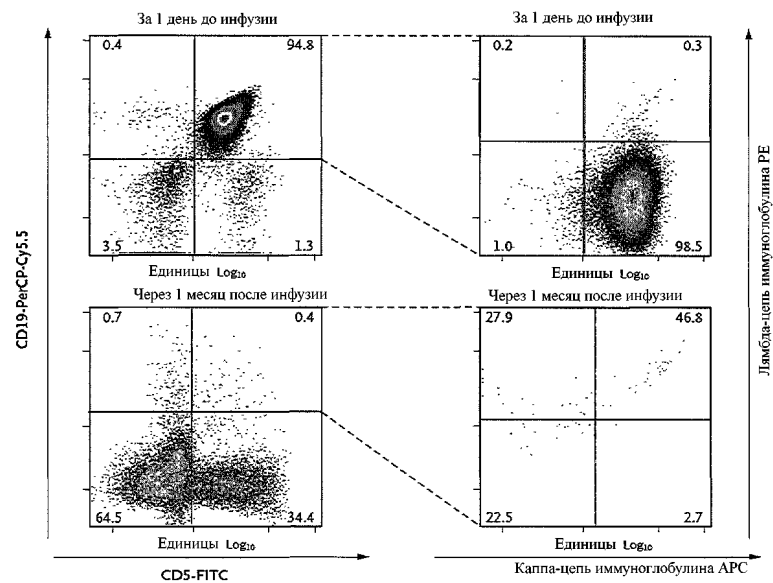 За 1 день до инфузии
За 1 день до инфузии
0.4 94.8
0.2 0.3
3.5 1.3
1.0 98.5
Единицы Log₁₀
Единицы Log₁₀
Через 1 месяц после инфузии
Через 1 месяц после инфузии
0.7 0.4
27.9 46.8
64.5 34.4
22.5 2.7
Единицы Log₁₀
Единицы Log₁₀
CD19-PerCP-Cy5.5
CD5-FITC
Лямбда-цепь иммуноглобулина PE
Каппа-цепь иммуноглобулина APC